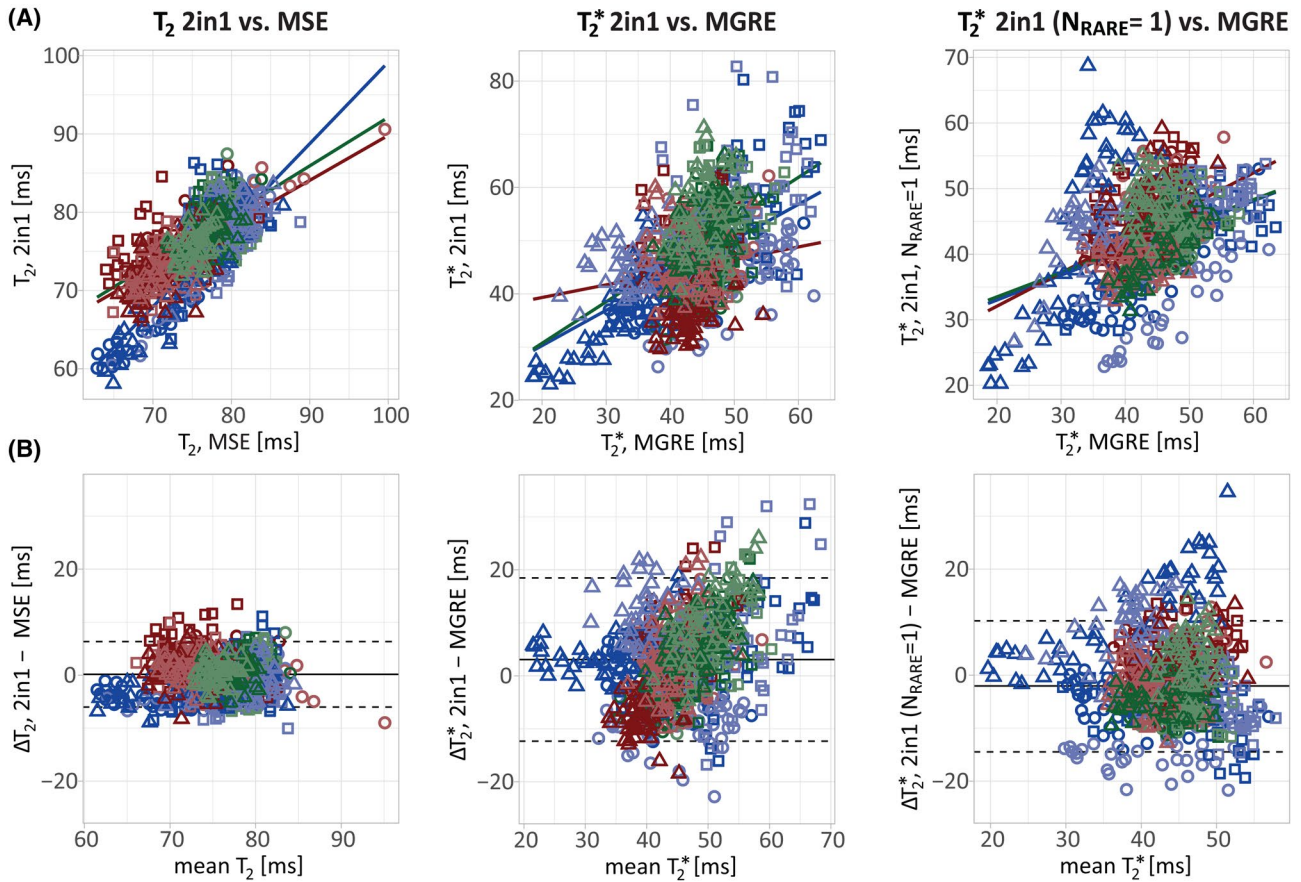 (A)
T₂ 2in1 vs. MSE
T₂* 2in1 vs. MGRE
T₂* 2in1 (N_RARE= 1) vs. MGRE
T₂, 2in1 [ms]
100
90
80
70
60
70 80 90 100
T₂, MSE [ms]
T₂*, 2in1 [ms]
80
60
40
20
20 30 40 50 60
T₂*, MGRE [ms]
T₂*, 2in1, N_RARE=1 [ms]
70
60
50
40
30
20
20 30 40 50 60
T₂*, MGRE [ms]
(B)
ΔT₂, 2in1 − MSE [ms]
20
0
−20
60 70 80 90
mean T₂ [ms]
ΔT₂*, 2in1 − MGRE [ms]
20
0
−20
20 30 40 50 60 70
mean T₂* [ms]
ΔT₂*, 2in1 (N_RARE=1) − MGRE [ms]
20
0
−20
20 30 40 50
mean T₂* [ms]